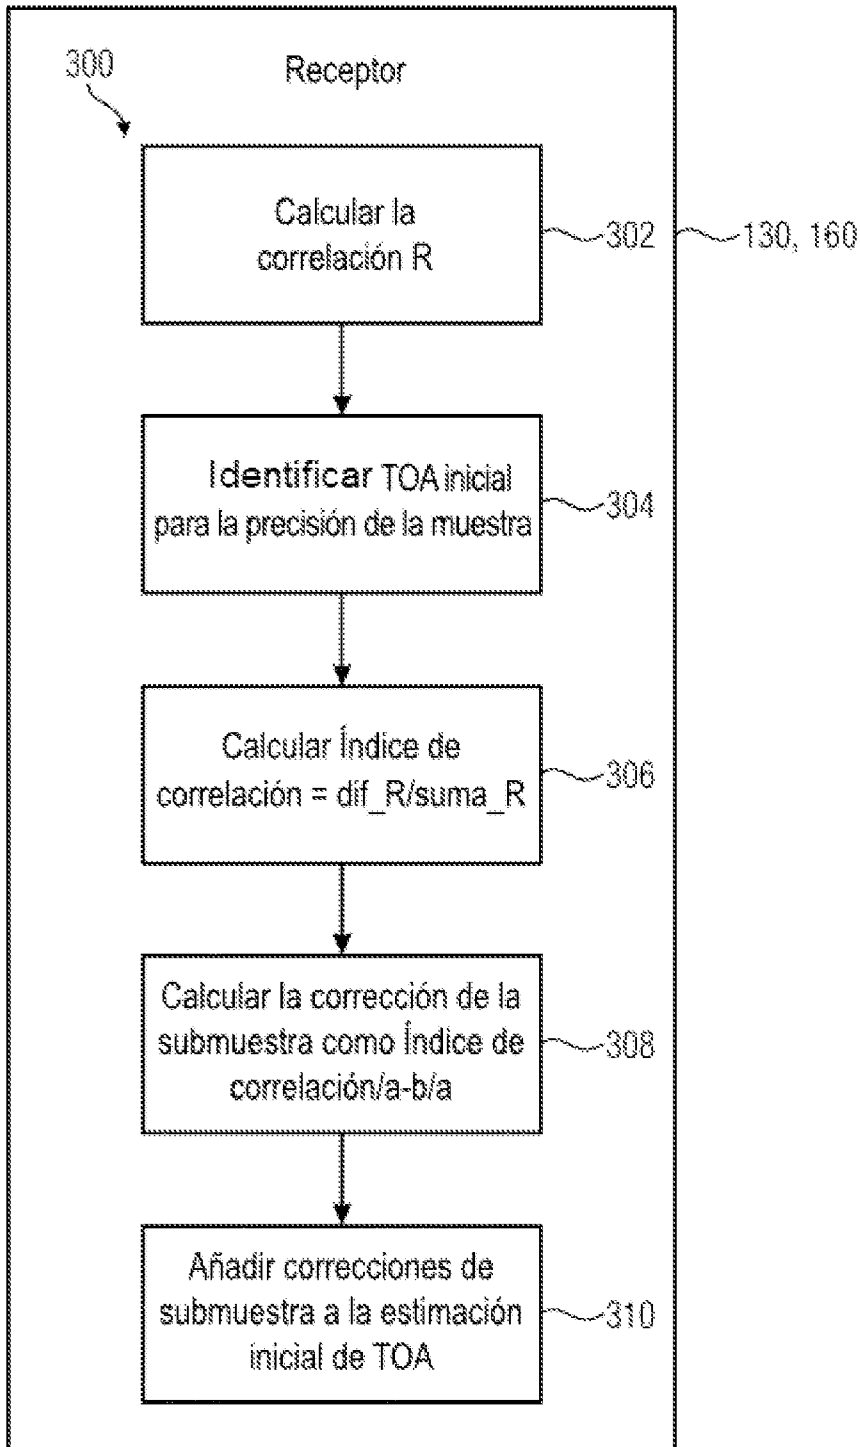 300
Receptor
Calcular la
correlación R
302
130, 160
Identificar TOA inicial
para la precisión de la muestra
304
Calcular Índice de
correlación = dif_R/suma_R
306
Calcular la corrección de la
submuestra como Índice de
correlación/a-b/a
308
Añadir correcciones de
submuestra a la estimación
inicial de TOA
310